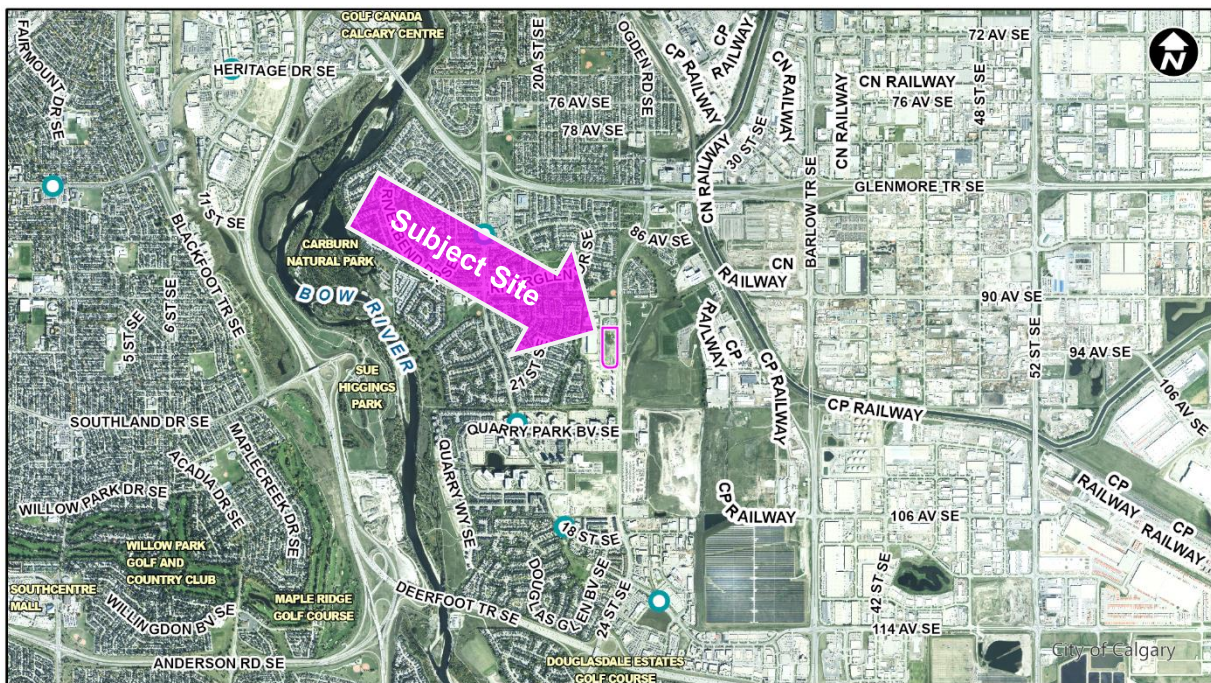 GOLF CANADA
CALGARY CENTRE
FAIRMOUNT DR SE
HERITAGE DR SE
20A ST SE
OGDEN RD SE
CP RAILWAY
CP
RAILWAY
CN RAILWAY
72 AV SE
N
CN RAILWAY
76 AV SE
48 ST SE
76 AV SE
78 AV SE
CN RAILWAY
30 ST SE
CN RAILWAY
BARLOW TR SE
GLENMORE TR SE
11 ST SE
BLACKFOOT TR SE
CARBURN
NATURAL PARK
Subject Site
86 AV SE
CN
RAILWAY
BOW RIVER
6 ST SE
5 ST SE
90 AV SE
RAILWAY
CP
CP RAILWAY
52 ST SE
94 AV SE
106 AV SE
21 ST S
SUE
HIGGINGS
PARK
CP RAILWAY
SOUTHLAND DR SE
QUARRY PARK BV SE
MAPLECREEK DR SE
ACADIA DR SE
QUARRY WY SE
WILLOW PARK DR SE
CP RAILWAY
106 AV SE
CP
RAILWAY
RAILWAY
18 ST SE
WILLOW PARK
GOLF AND
COUNTRY CLUB
SOUTHCENTRE
MALL
WILLINGDON BV SE
MAPLE RIDGE
GOLF COURSE
DEERFOOT TR SE
DOUGLAS GLEN BV SE
24 ST SE
42 ST SE
114 AV SE
ANDERSON RD SE
DOUGLASDALE ESTATES
GOLF COURSE
City of Calgary